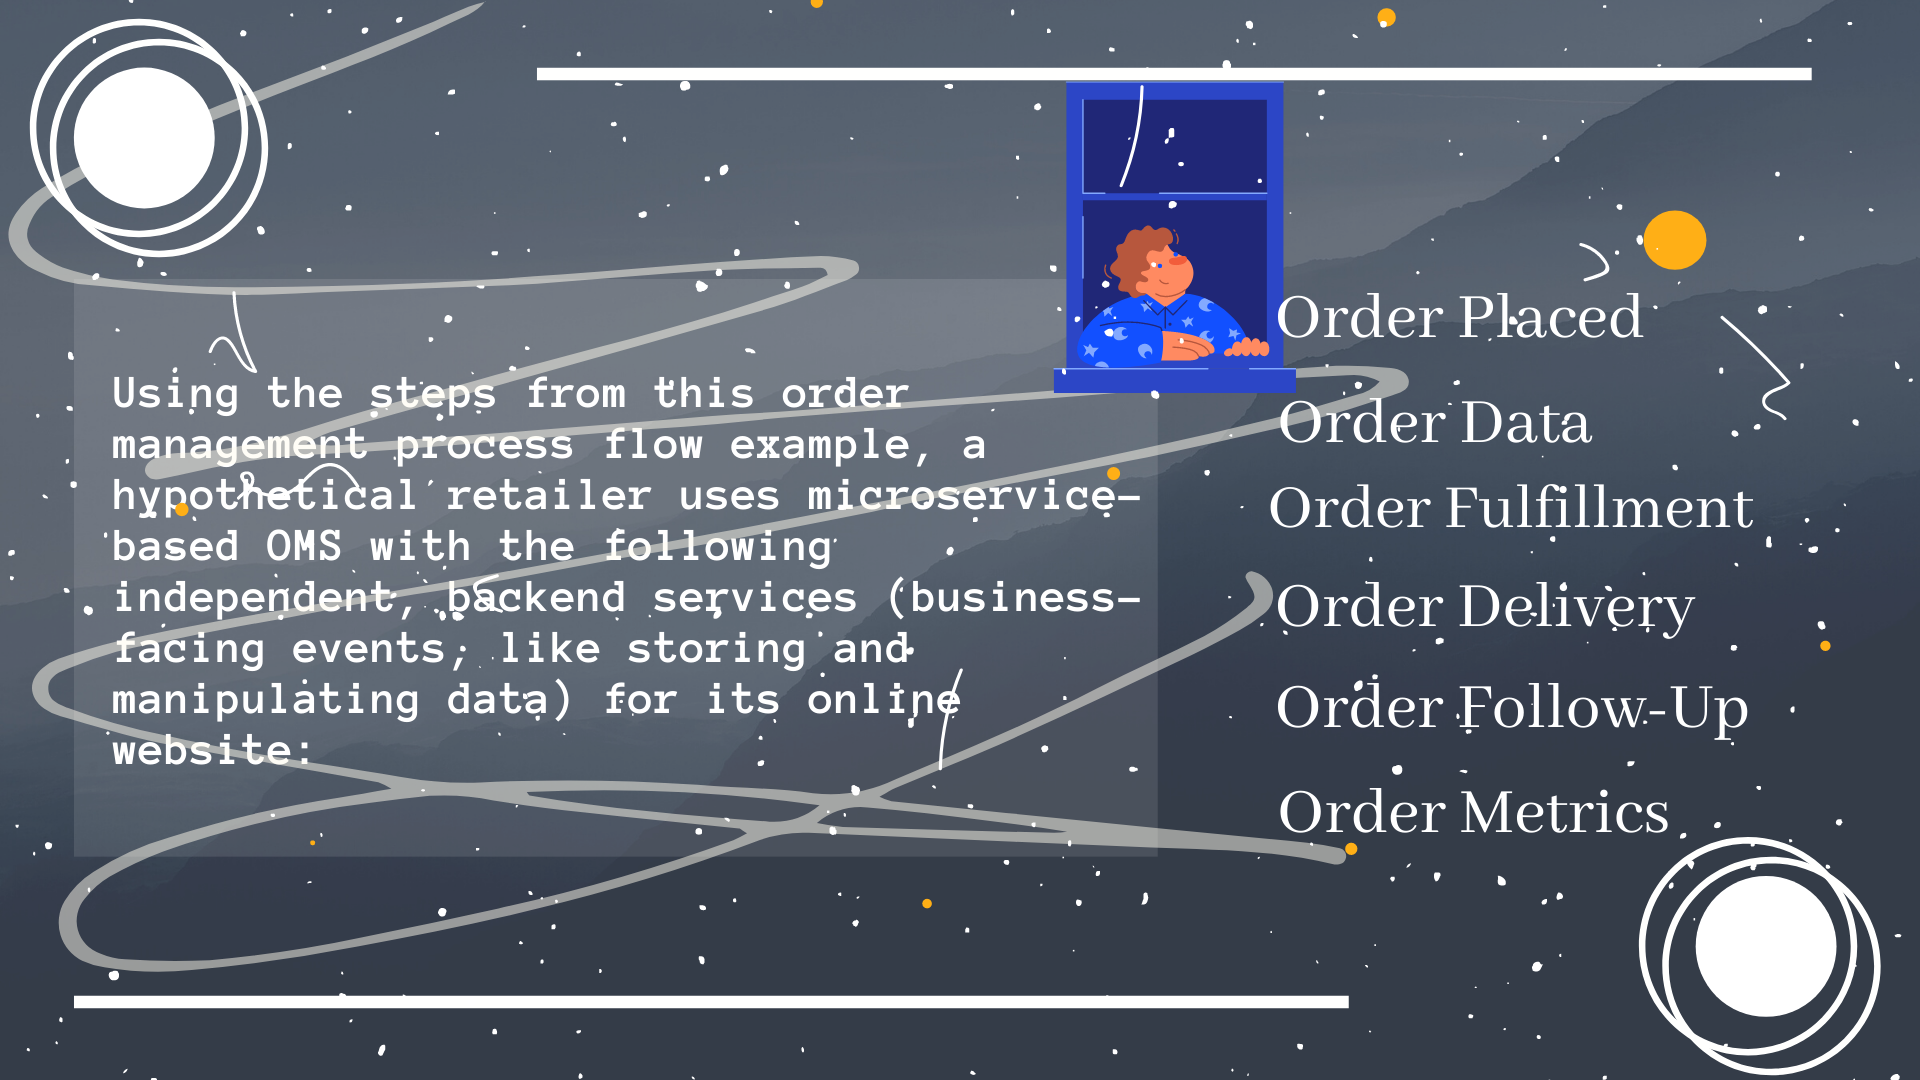 Using the steps from this order
management process flow example, a
hypothetical retailer uses microservice-
based OMS with the following
independent, backend services (business-
facing events, like storing and
manipulating data) for its online
website:
Order Placed
Order Data
Order Fulfillment
Order Delivery
Order Follow-Up
Order Metrics